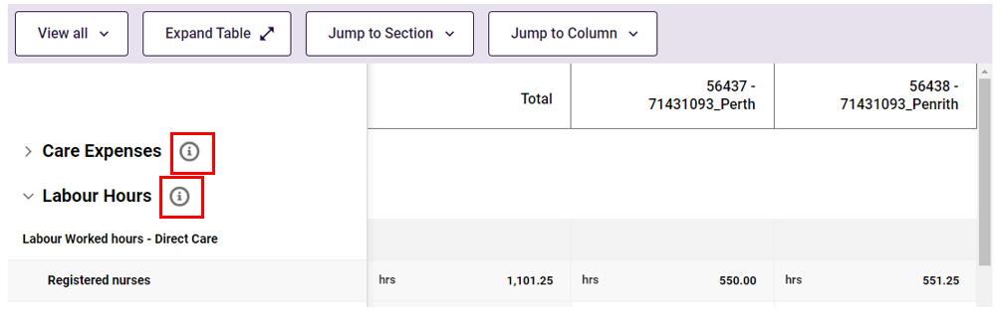 View all
Expand Table
Jump to Section
Jump to Column
Total
56437 -
71431093_Perth
56438 -
71431093_Penrith
Care Expenses
Labour Hours
Labour Worked hours - Direct Care
Registered nurses hrs 1,101.25 hrs 550.00 hrs 551.25